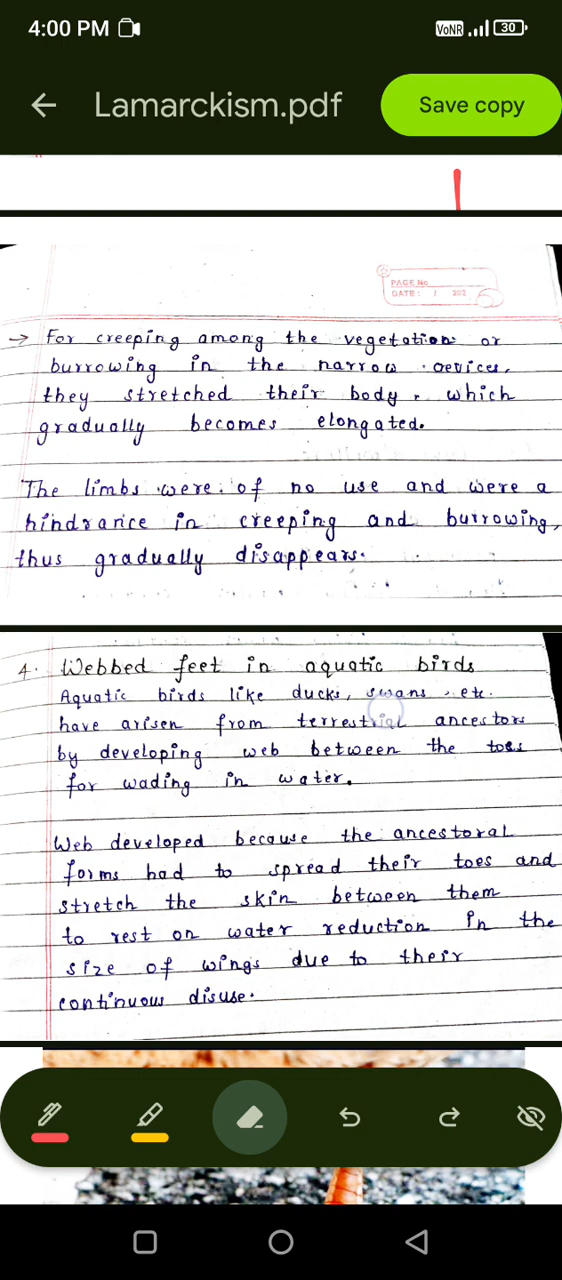 4:00 PM
VoNR 30
Lamarckism.pdf
Save copy
PAGE No
DATE: / 202
→ For creeping among the vegetation or
burrowing in the narrow crevices,
they stretched their body, which
gradually becomes elongated.
The limbs were of no use and were a
hindrance in creeping and burrowing,
thus gradually disappears.
4. Webbed feet in aquatic birds
Aquatic birds like ducks, swans, etc.
have arisen from terrestrial ancestors
by developing web between the toes
for wading in water.
Web developed because the ancestoral
forms had to spread their toes and
stretch the skin between them
to rest on water reduction in the
size of wings due to their
continuous disuse.